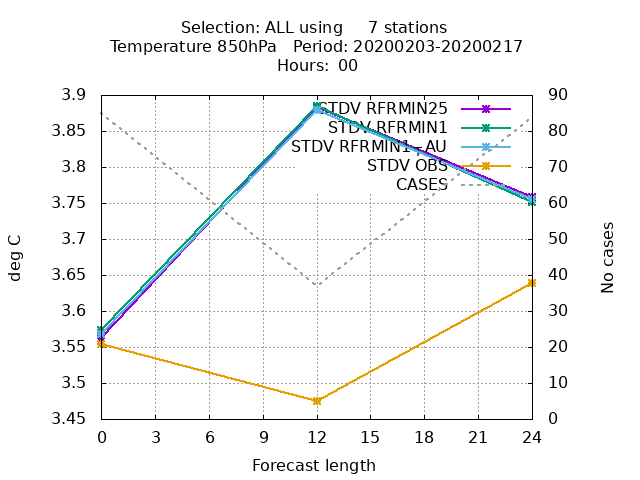 Selection: ALL using 7 stations
Temperature 850hPa Period: 20200203-20200217
Hours: 00
3.9
3.85
3.8
3.75
3.7
3.65
3.6
3.55
3.5
3.45
deg C
STDV RFRMIN25
STDV RFRMIN1
STDV RFRMIN1_AU
STDV OBS
CASES
90
80
70
60
50
40
30
20
10
0
No cases
0 3 6 9 12 15 18 21 24
Forecast length